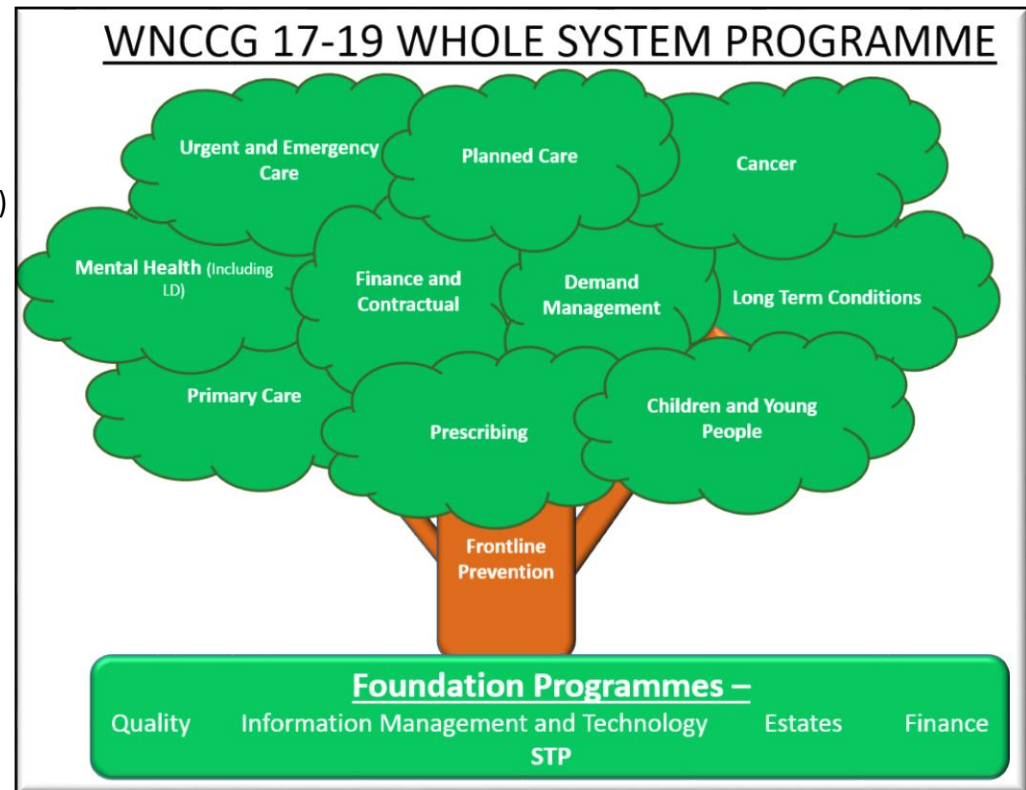 WNCCG 17-19 WHOLE SYSTEM PROGRAMME
Urgent and Emergency
Care
Planned Care
Cancer
)
Mental Health (Including
LD)
Finance and
Contractual
Demand
Management
Long Term Conditions
Primary Care
Prescribing
Children and Young
People
Frontline
Prevention
Foundation Programmes –
Quality Information Management and Technology Estates Finance
STP